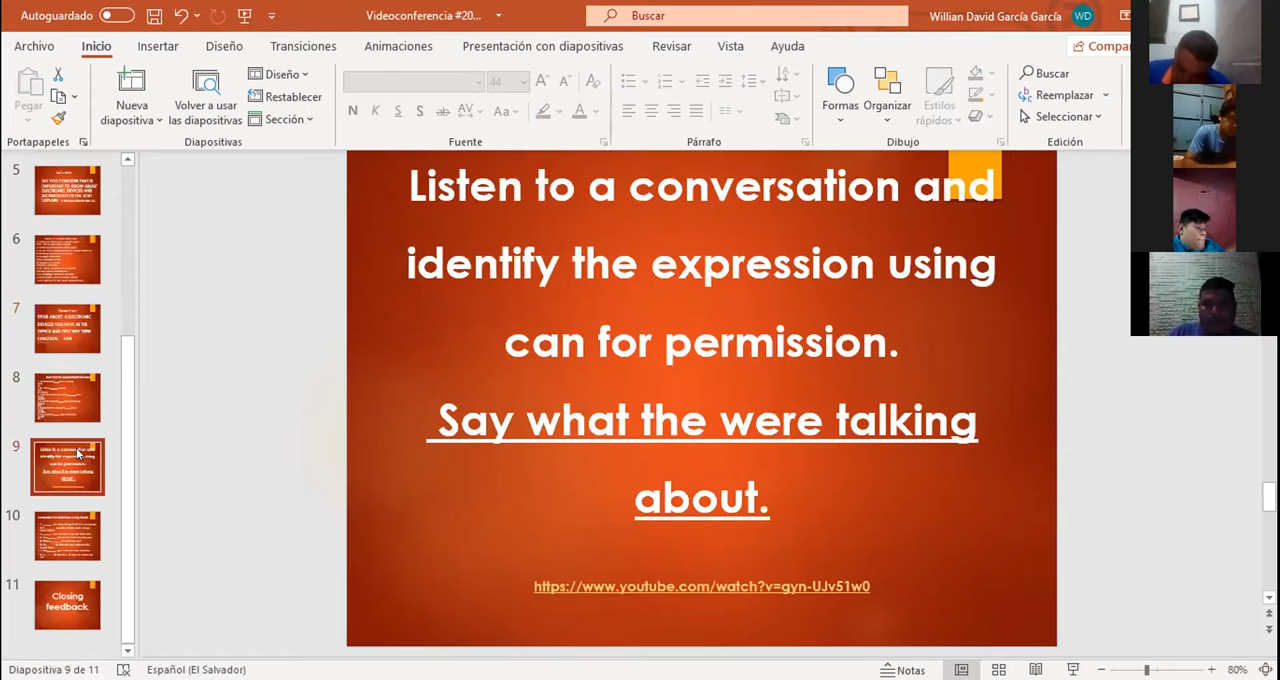 Autoguardado
Videoconferencia #20...
Buscar
Willian David García García
WD
Archivo
Inicio
Insertar
Diseño
Transiciones
Animaciones
Presentación con diapositivas
Revisar
Vista
Ayuda
Compar
Pegar
Nueva
diapositiva
Volver a usar
las diapositivas
Diseño
Restablecer
Sección
44
N K S S ab AV Aa A
Formas
Organizar
Estilos
rápidos
Buscar
Reemplazar
Seleccionar
Portapapeles
Diapositivas
Fuente
Párrafo
Dibujo
Edición
5
6
7
8
9
10
11
Closing
feedback
Listen to a conversation and
identify the expression using
can for permission.
Say what the were talking
about.
https://www.youtube.com/watch?v=gyn-UJv51w0
Diapositiva 9 de 11
Español (El Salvador)
Notas
80%